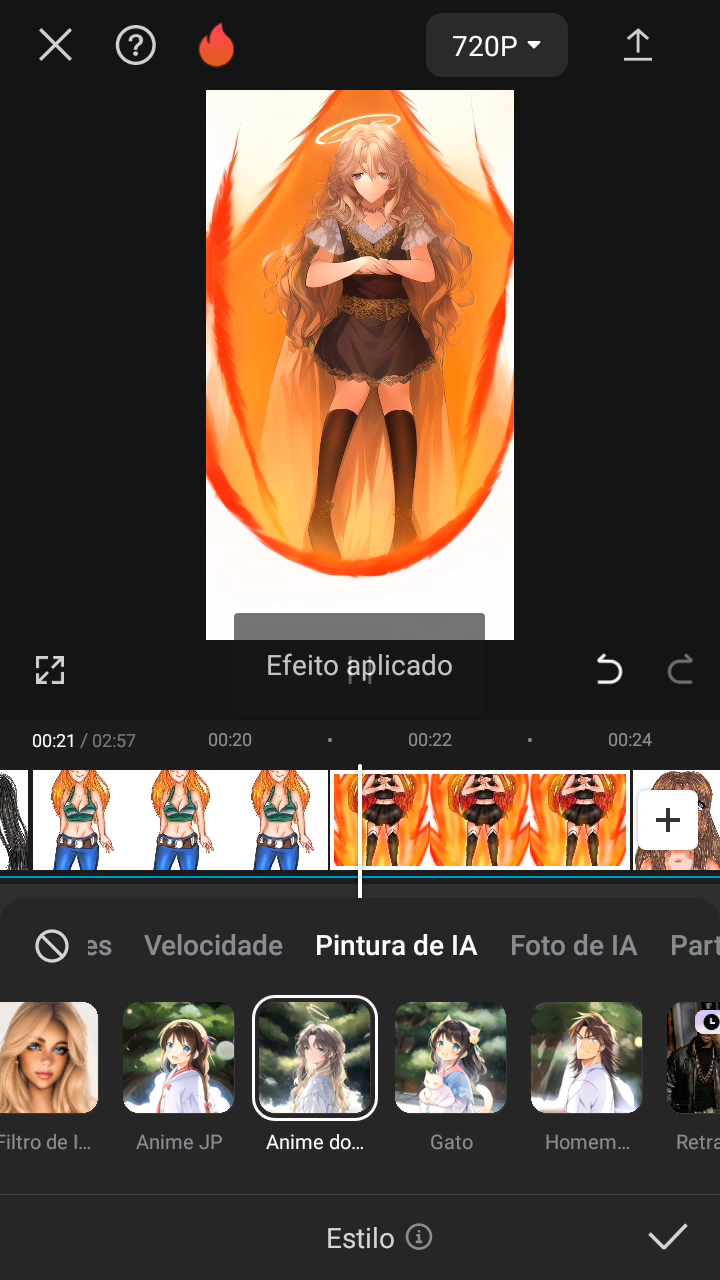 720P
Efeito aplicado
00:21 / 02:57
00:20
00:22
00:24
es
Velocidade
Pintura de IA
Foto de IA
Part
Filtro de I...
Anime JP
Anime do...
Gato
Homem...
Retra
Estilo